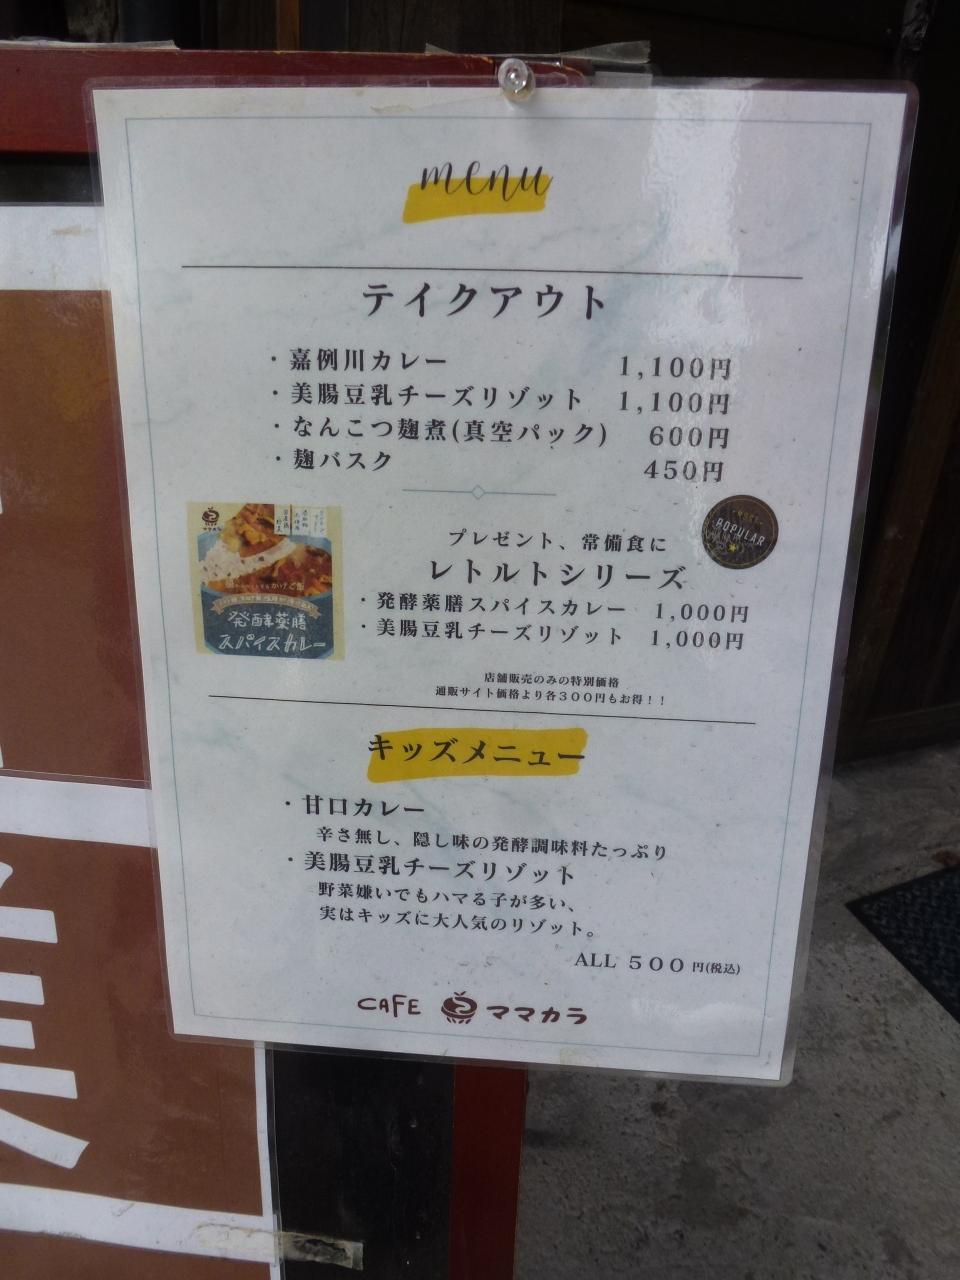 menu
テイクアウト
・嘉例川カレー 1,100円
・美腸豆乳チーズリゾット 1,100円
・なんこつ麹煮(真空パック) 600円
・麹バスク 450円
POPULAR
プレゼント、常備食に
レトルトシリーズ
・発酵薬膳スパイスカレー 1,000円
・美腸豆乳チーズリゾット 1,000円
ママカラ
かけご飯
発酵薬膳
スパイスカレー
店舗販売のみの特別価格
通販サイト価格より各300円もお得！！
キッズメニュー
・甘口カレー
辛さ無し、隠し味の発酵調味料たっぷり
・美腸豆乳チーズリゾット
野菜嫌いでもハマる子が多い、
実はキッズに大人気のリゾット。
ALL 500円(税込)
CAFE ママカラ